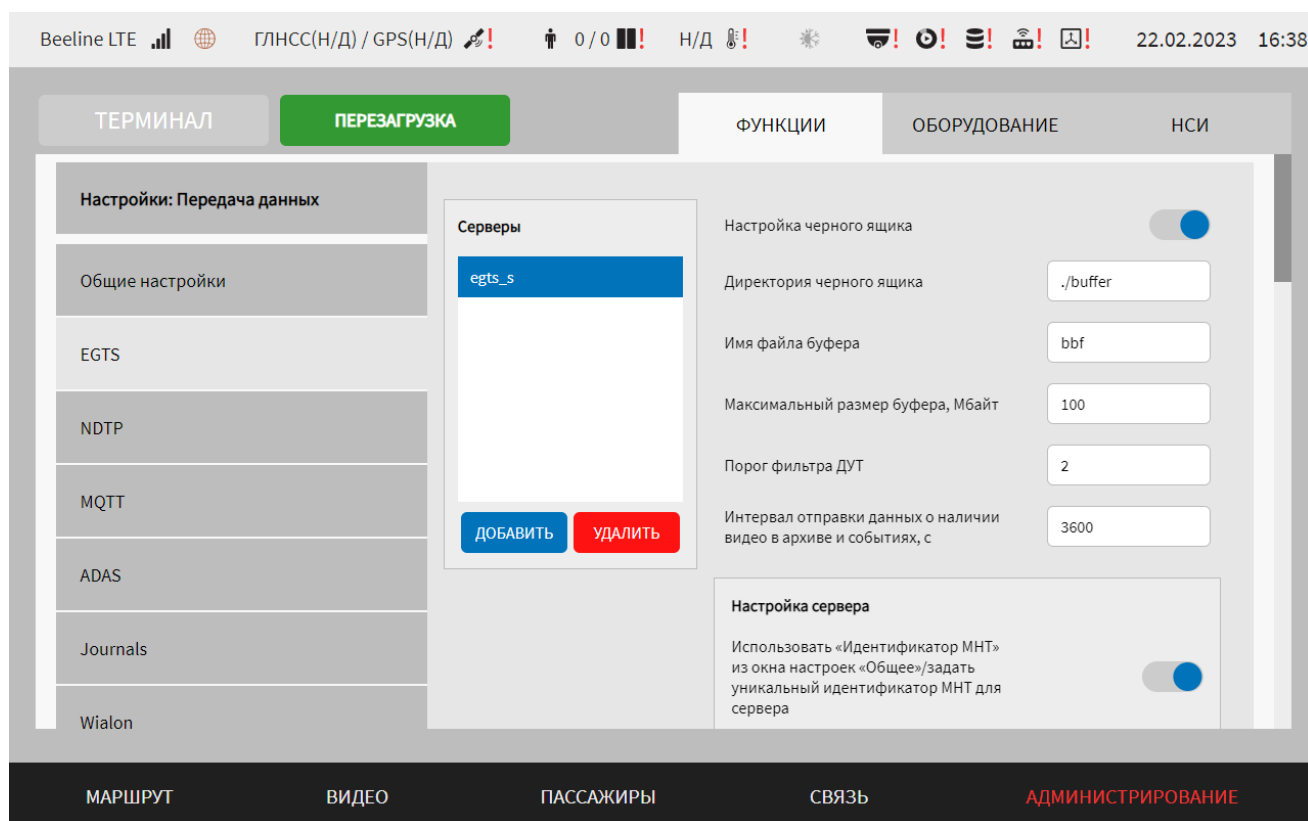 Beeline LTE ГЛНСС(Н/Д) / GPS(Н/Д) ! 0 / 0 ! Н/Д ! ! ! ! ! ! 22.02.2023 16:38
ТЕРМИНАЛ ПЕРЕЗАГРУЗКА ФУНКЦИИ ОБОРУДОВАНИЕ НСИ
Настройки: Передача данных
Общие настройки
EGTS
NDTP
MQTT
ADAS
Journals
Wialon
Серверы
egts_s
ДОБАВИТЬ УДАЛИТЬ
Настройка черного ящика
Директория черного ящика ./buffer
Имя файла буфера bbf
Максимальный размер буфера, Мбайт 100
Порог фильтра ДУТ 2
Интервал отправки данных о наличии
видео в архиве и событиях, с 3600
Настройка сервера
Использовать «Идентификатор МНТ»
из окна настроек «Общее»/задать
уникальный идентификатор МНТ для
сервера
МАРШРУТ ВИДЕО ПАССАЖИРЫ СВЯЗЬ АДМИНИСТРИРОВАНИЕ